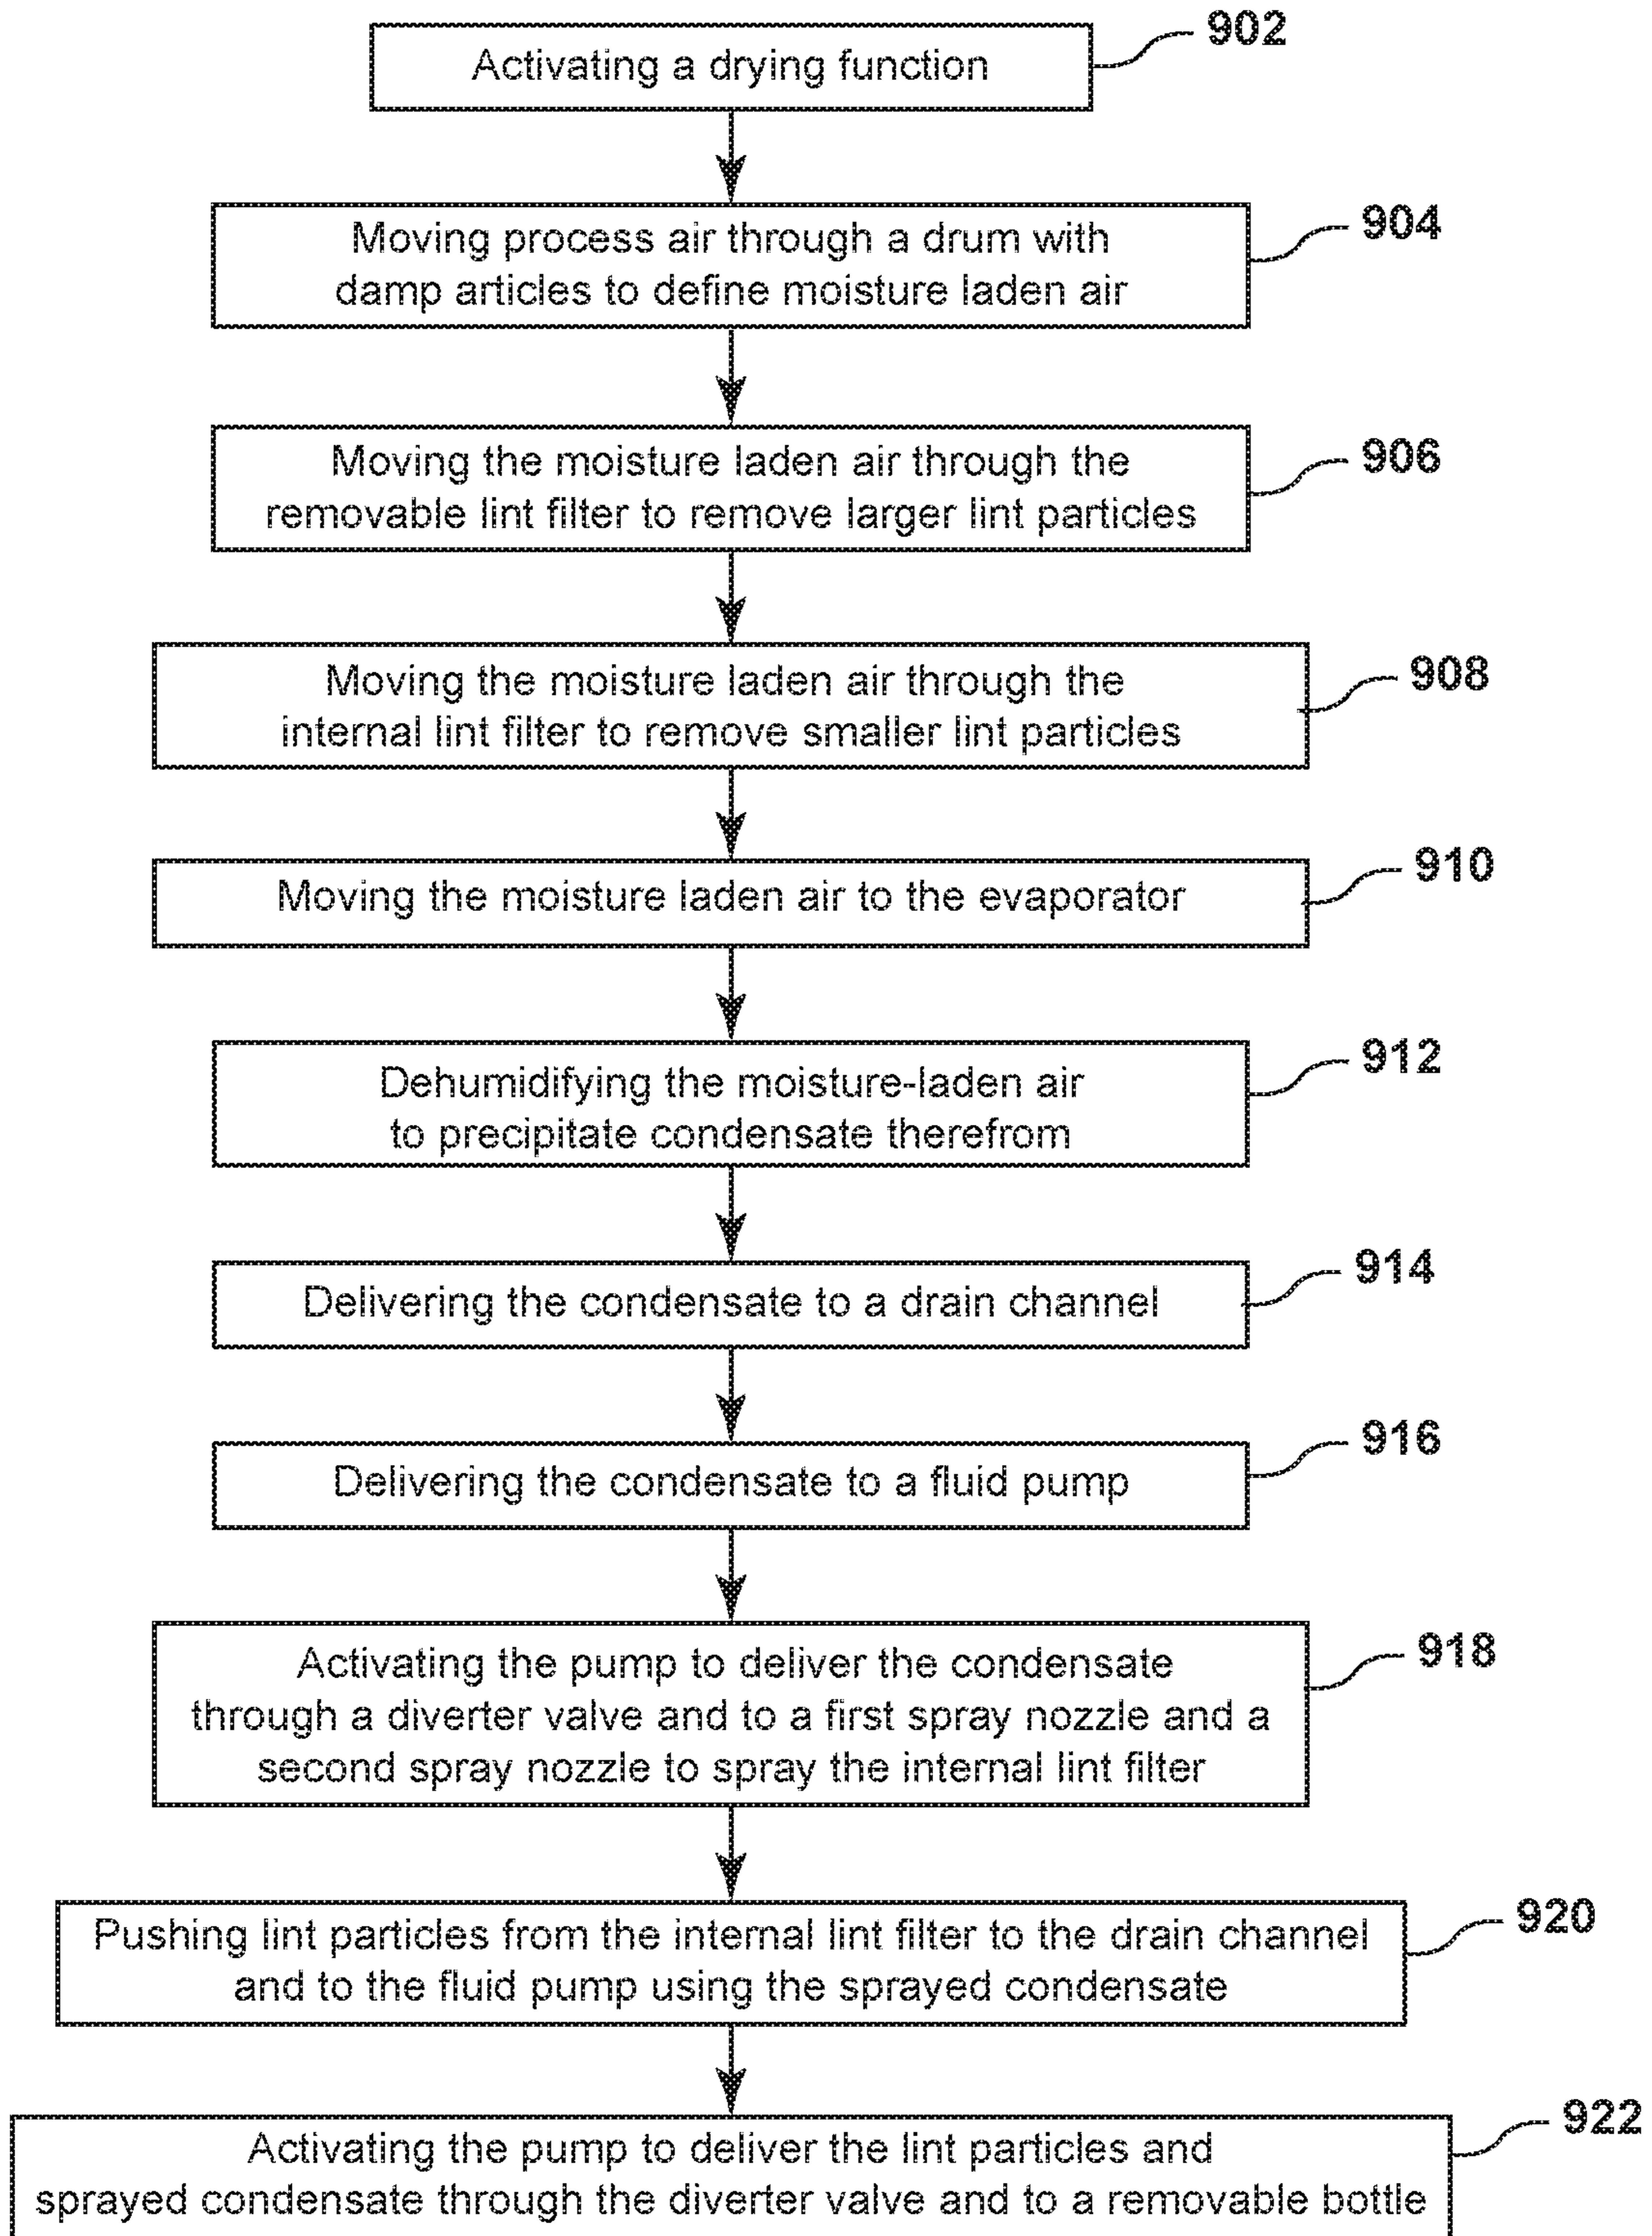 Activating a drying function
902
Moving process air through a drum with
damp articles to define moisture laden air
904
Moving the moisture laden air through the
removable lint filter to remove larger lint particles
906
Moving the moisture laden air through the
internal lint filter to remove smaller lint particles
908
Moving the moisture laden air to the evaporator
910
Dehumidifying the moisture-laden air
to precipitate condensate therefrom
912
Delivering the condensate to a drain channel
914
Delivering the condensate to a fluid pump
916
Activating the pump to deliver the condensate
through a diverter valve and to a first spray nozzle and a
second spray nozzle to spray the internal lint filter
918
Pushing lint particles from the internal lint filter to the drain channel
and to the fluid pump using the sprayed condensate
920
Activating the pump to deliver the lint particles and
sprayed condensate through the diverter valve and to a removable bottle
922